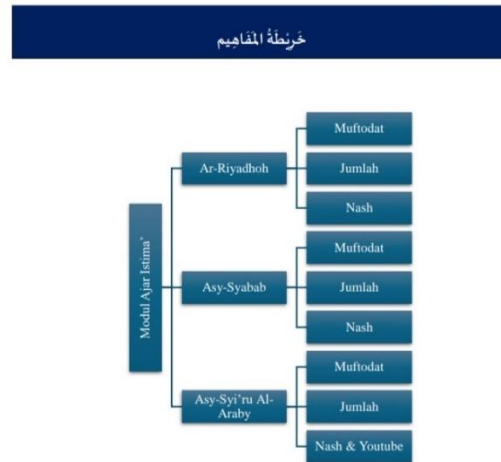 خَرِيْطَةُ المَفَاهِيم
Modul Ajar Istima'
Ar-Riyadhoh
Muftodat
Jumlah
Nash
Asy-Syabab
Muftodat
Jumlah
Nash
Asy-Syi'ru Al-
Araby
Muftodat
Jumlah
Nash & Youtube